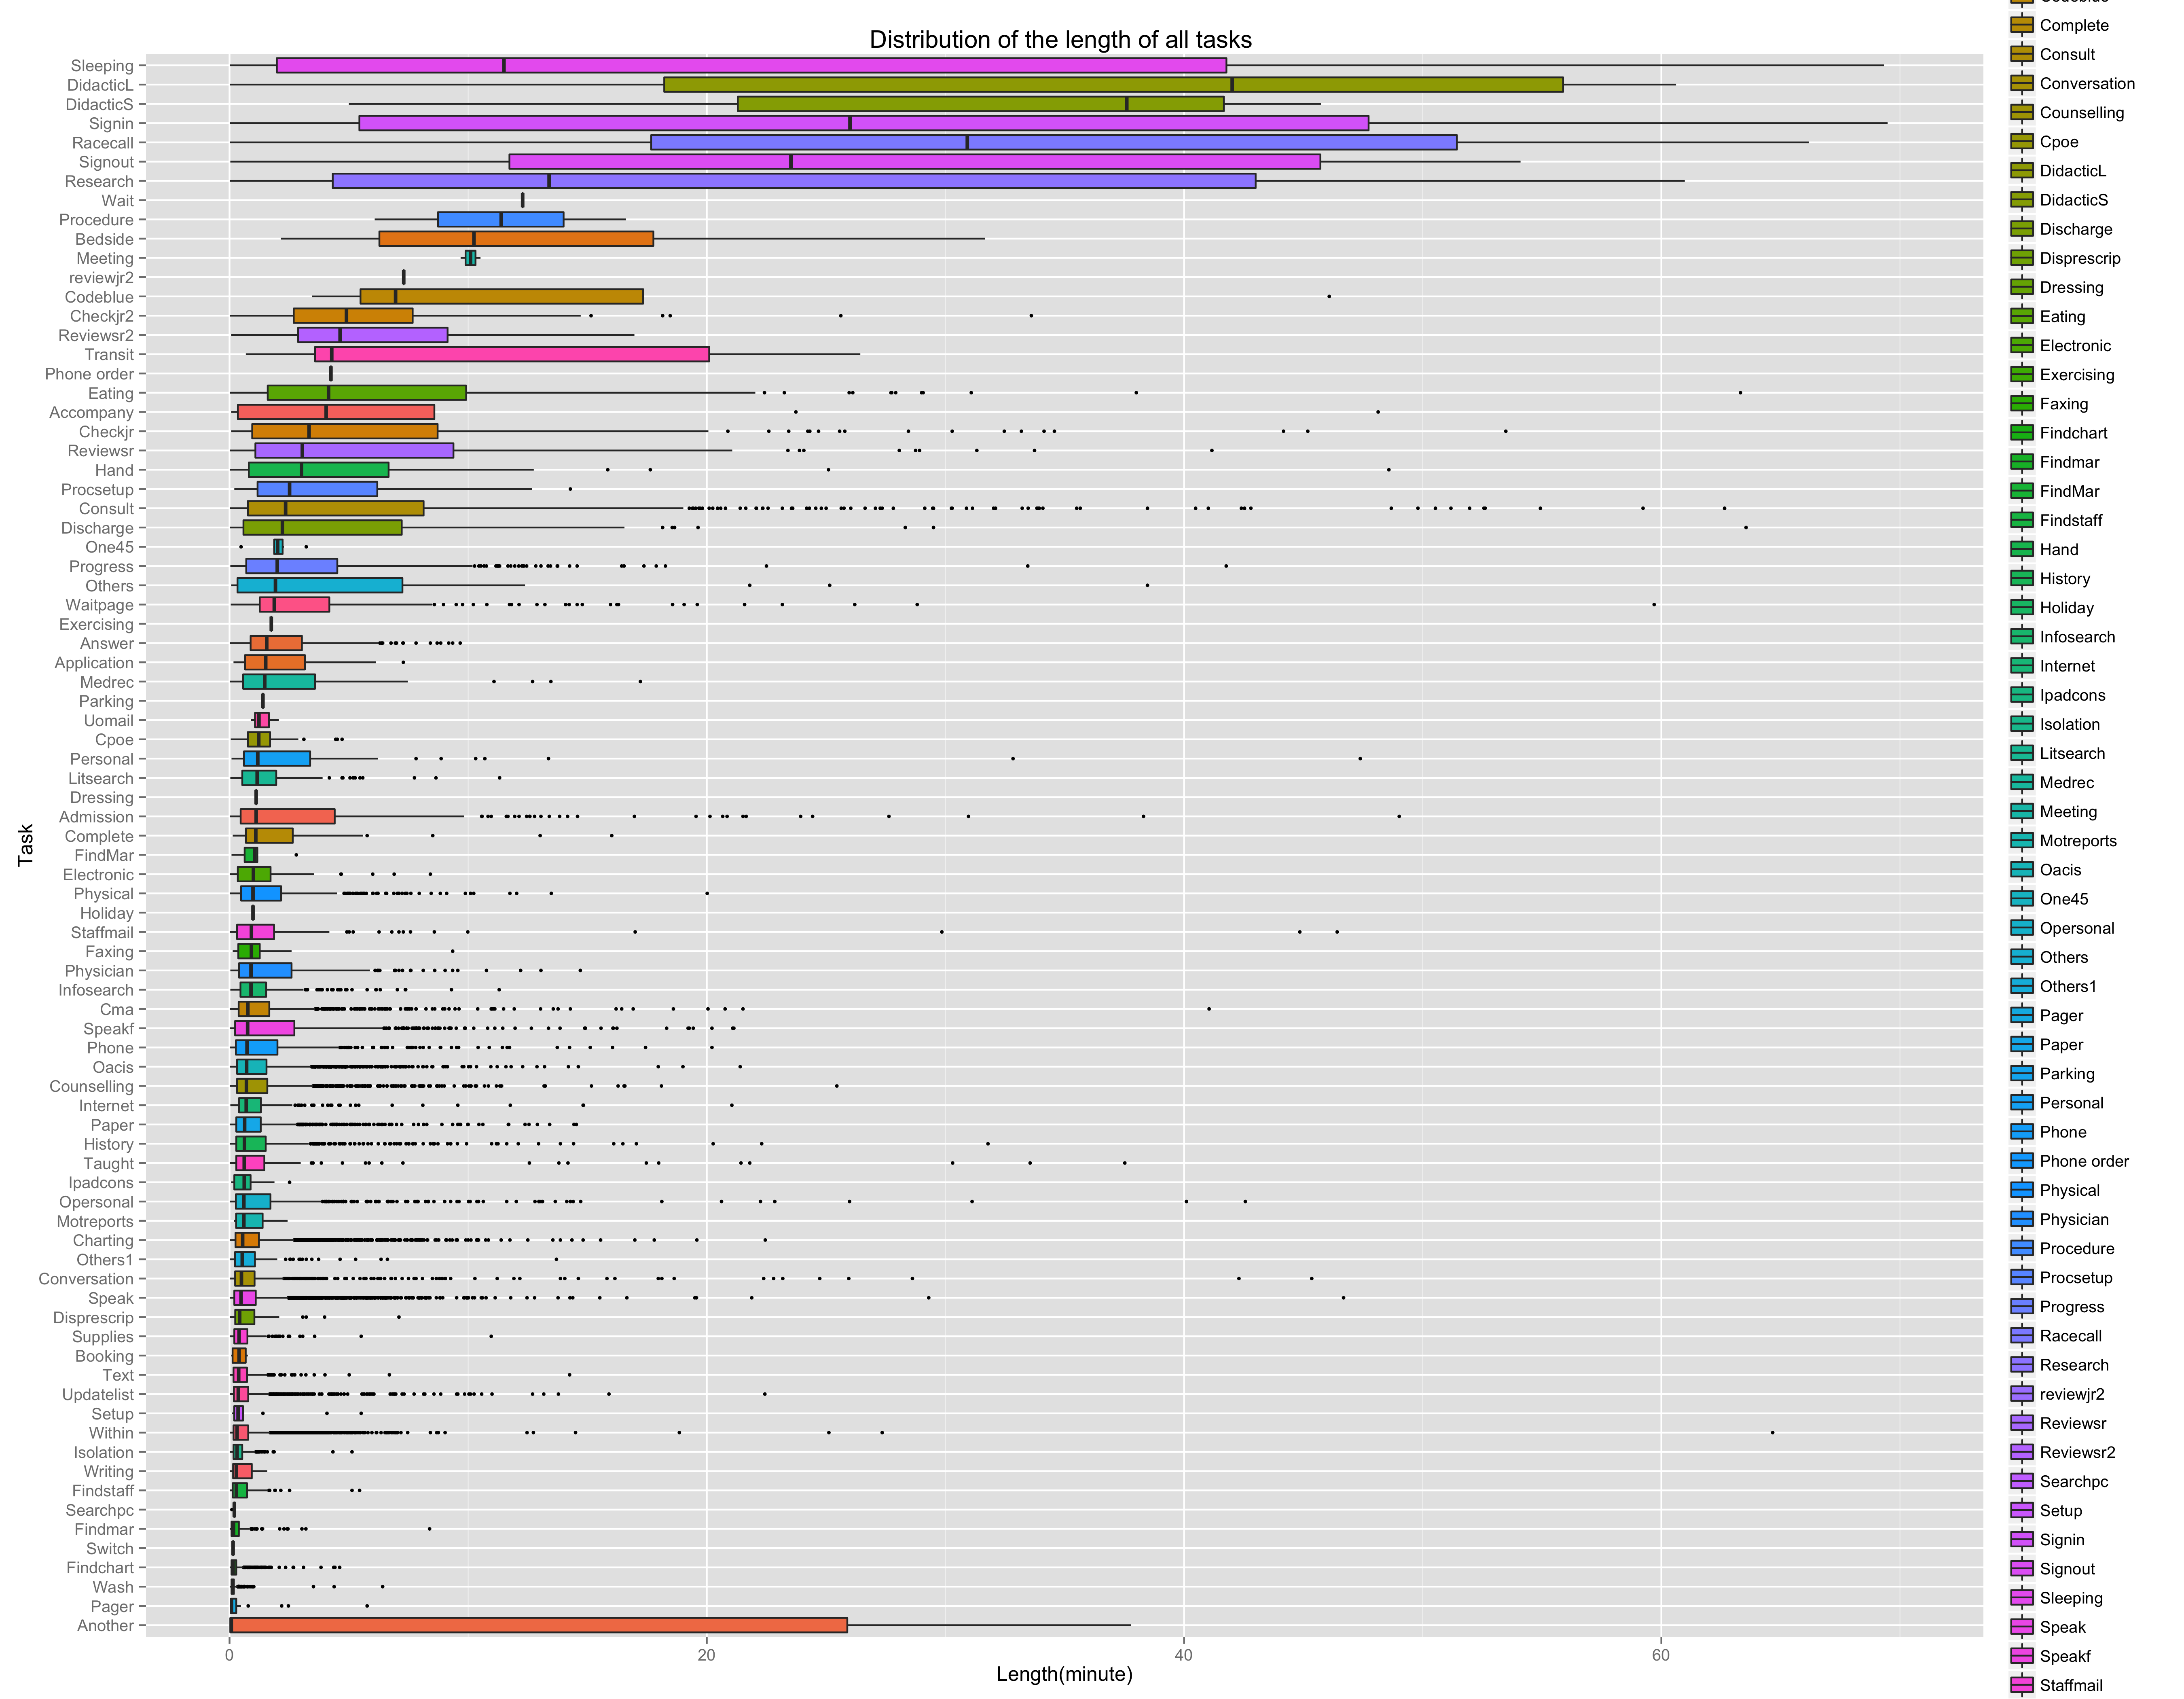 Distribution of the length of all tasks
Task
Sleeping
DidacticL
DidacticS
Signin
Racecall
Signout
Research
Wait
Procedure
Bedside
Meeting
reviewjr2
Codeblue
Checkjr2
Reviewsr2
Transit
Phone order
Eating
Accompany
Checkjr
Reviewsr
Hand
Procsetup
Consult
Discharge
One45
Progress
Others
Waitpage
Exercising
Answer
Application
Medrec
Parking
Uomail
Cpoe
Personal
Litsearch
Dressing
Admission
Complete
FindMar
Electronic
Physical
Holiday
Staffmail
Faxing
Physician
Infosearch
Cma
Speakf
Phone
Oacis
Counselling
Internet
Paper
History
Taught
Ipadcons
Opersonal
Motreports
Charting
Others1
Conversation
Speak
Disprescrip
Supplies
Booking
Text
Updatelist
Setup
Within
Isolation
Writing
Findstaff
Searchpc
Findmar
Switch
Findchart
Wash
Pager
Another
0 20 40 60
Length(minute)
Complete
Consult
Conversation
Counselling
Cpoe
DidacticL
DidacticS
Discharge
Disprescrip
Dressing
Eating
Electronic
Exercising
Faxing
Findchart
Findmar
FindMar
Findstaff
Hand
History
Holiday
Infosearch
Internet
Ipadcons
Isolation
Litsearch
Medrec
Meeting
Motreports
Oacis
One45
Opersonal
Others
Others1
Pager
Paper
Parking
Personal
Phone
Phone order
Physical
Physician
Procedure
Procsetup
Progress
Racecall
Research
reviewjr2
Reviewsr
Reviewsr2
Searchpc
Setup
Signin
Signout
Sleeping
Speak
Speakf
Staffmail